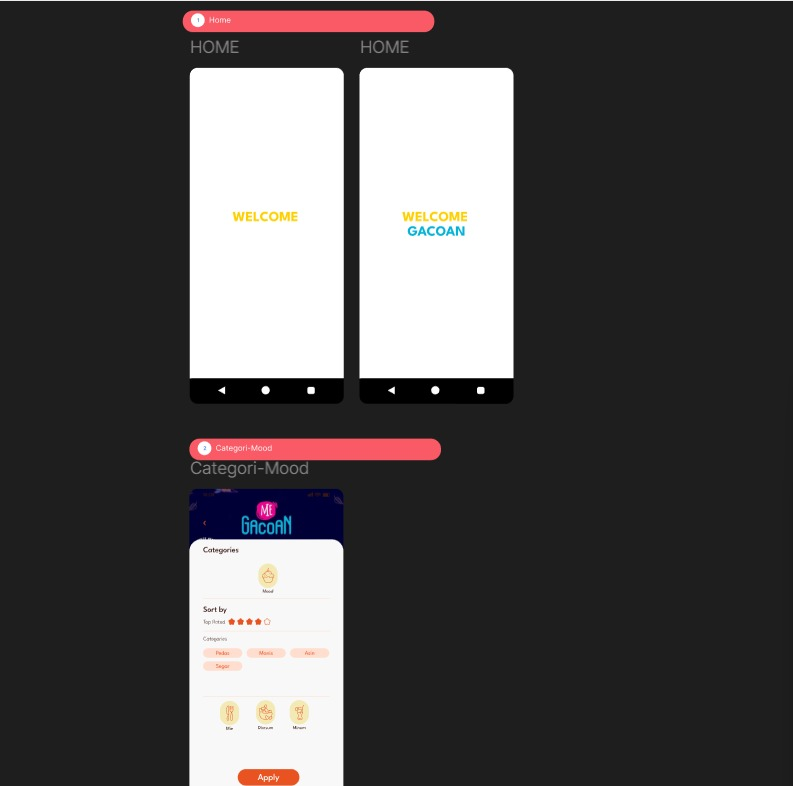 1 Home
HOME HOME
WELCOME
WELCOME
GACOAN
2 Categori-Mood
Categori-Mood
ME
GACOAN
Categories
Mood
Sort by
Top Rated
Categories
Pedas Manis Asin
Segar
Mie Dimsum Minum
Apply